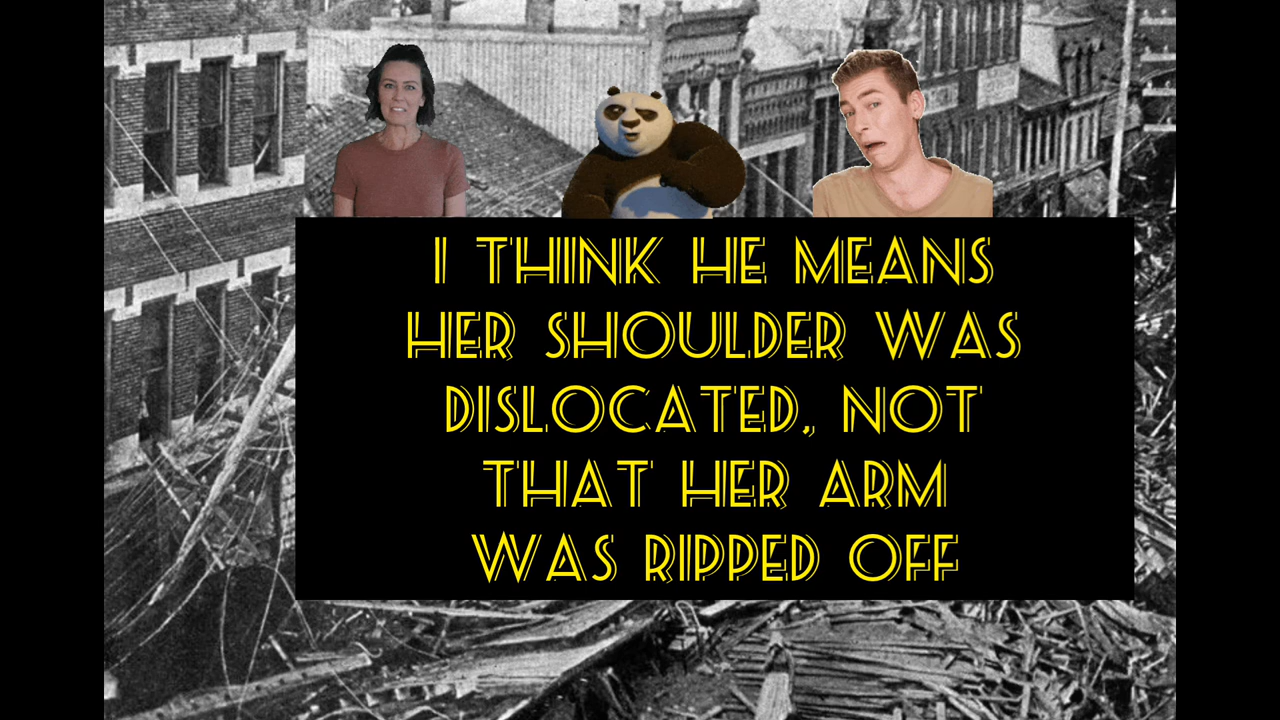 I THINK HE MEANS
HER SHOULDER WAS
DISLOCATED, NOT
THAT HER ARM
WAS RIPPED OFF